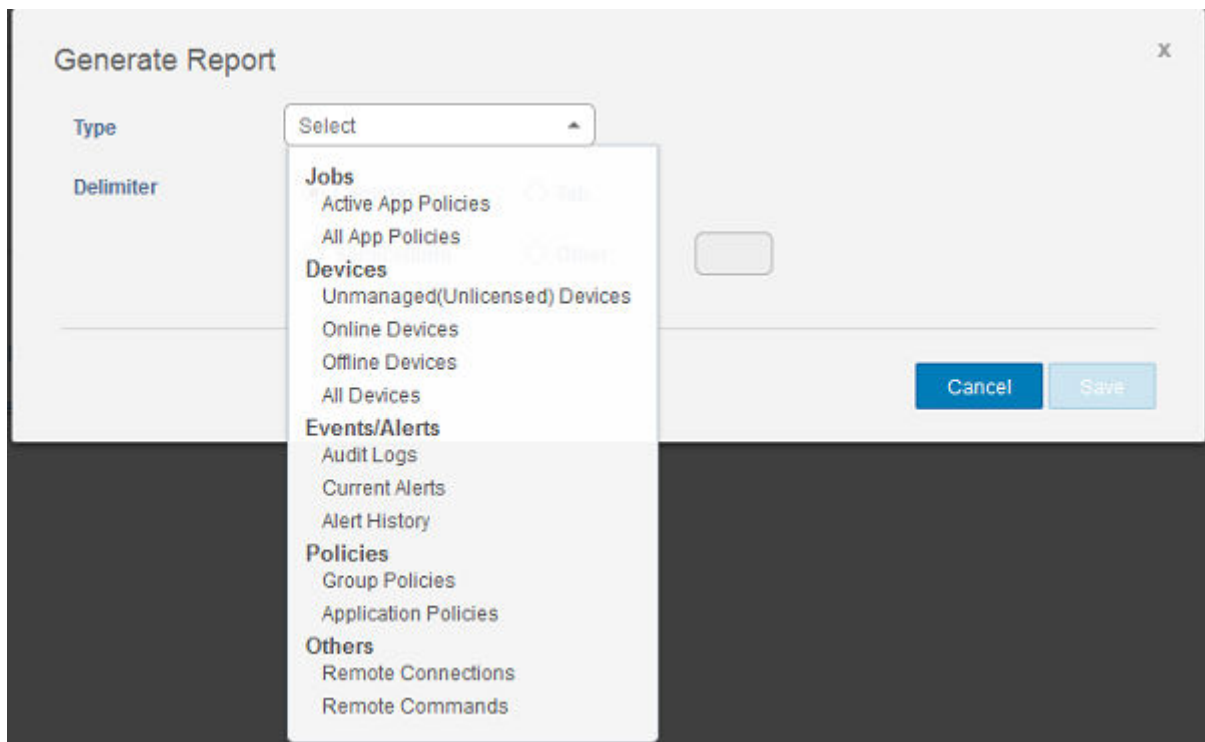 Generate Report
x
Type
Select
Delimiter
Jobs
Active App Policies
All App Policies
Devices
Unmanaged(Unlicensed) Devices
Online Devices
Offline Devices
All Devices
Events/Alerts
Audit Logs
Current Alerts
Alert History
Policies
Group Policies
Application Policies
Others
Remote Connections
Remote Commands
Tab
Other
Cancel
Save